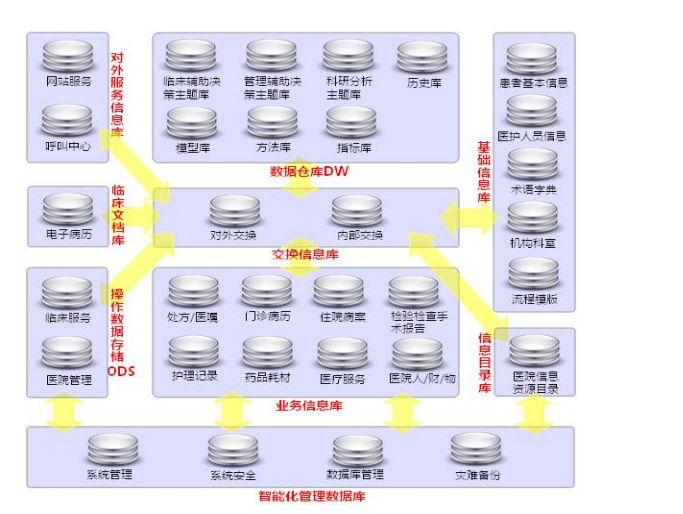 网站服务
呼叫中心
对外服务信息库
临床辅助决
策主题库
管理辅助决
策主题库
科研分析
主题库
历史库
模型库
方法库
指标库
数据仓库DW
患者基本信息
医护人员信息
术语字典
机构科室
流程模版
基础信息库
电子病历
临床文档库
对外交换
内部交换
交换信息库
临床服务
医院管理
操作数据存储
ODS
处方/医嘱
门诊病历
住院病案
检验检查手
术报告
护理记录
药品耗材
医疗服务
医院人/财/物
业务信息库
医院信息
资源目录
信息目录库
系统管理
系统安全
数据库管理
灾难备份
智能化管理数据库